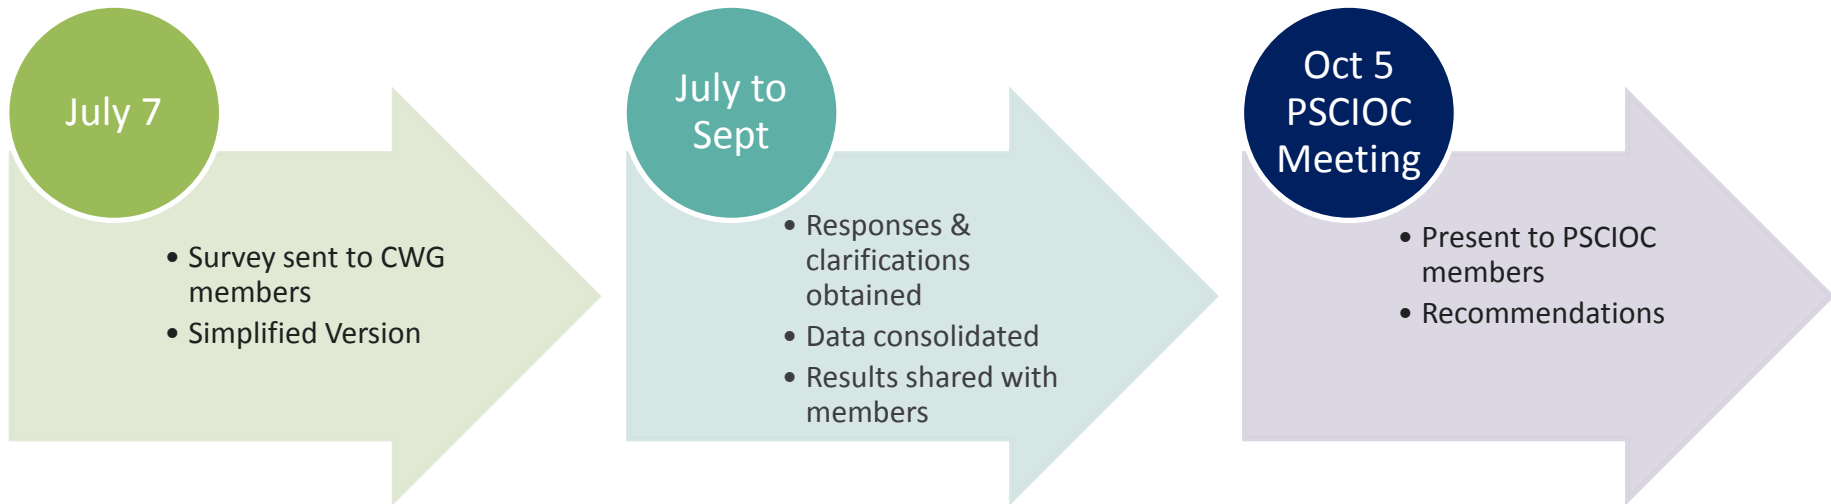 July 7
• Survey sent to CWG
members
• Simplified Version
July to
Sept
• Responses &
clarifications
obtained
• Data consolidated
• Results shared with
members
Oct 5
PSCIOC
Meeting
• Present to PSCIOC
members
• Recommendations